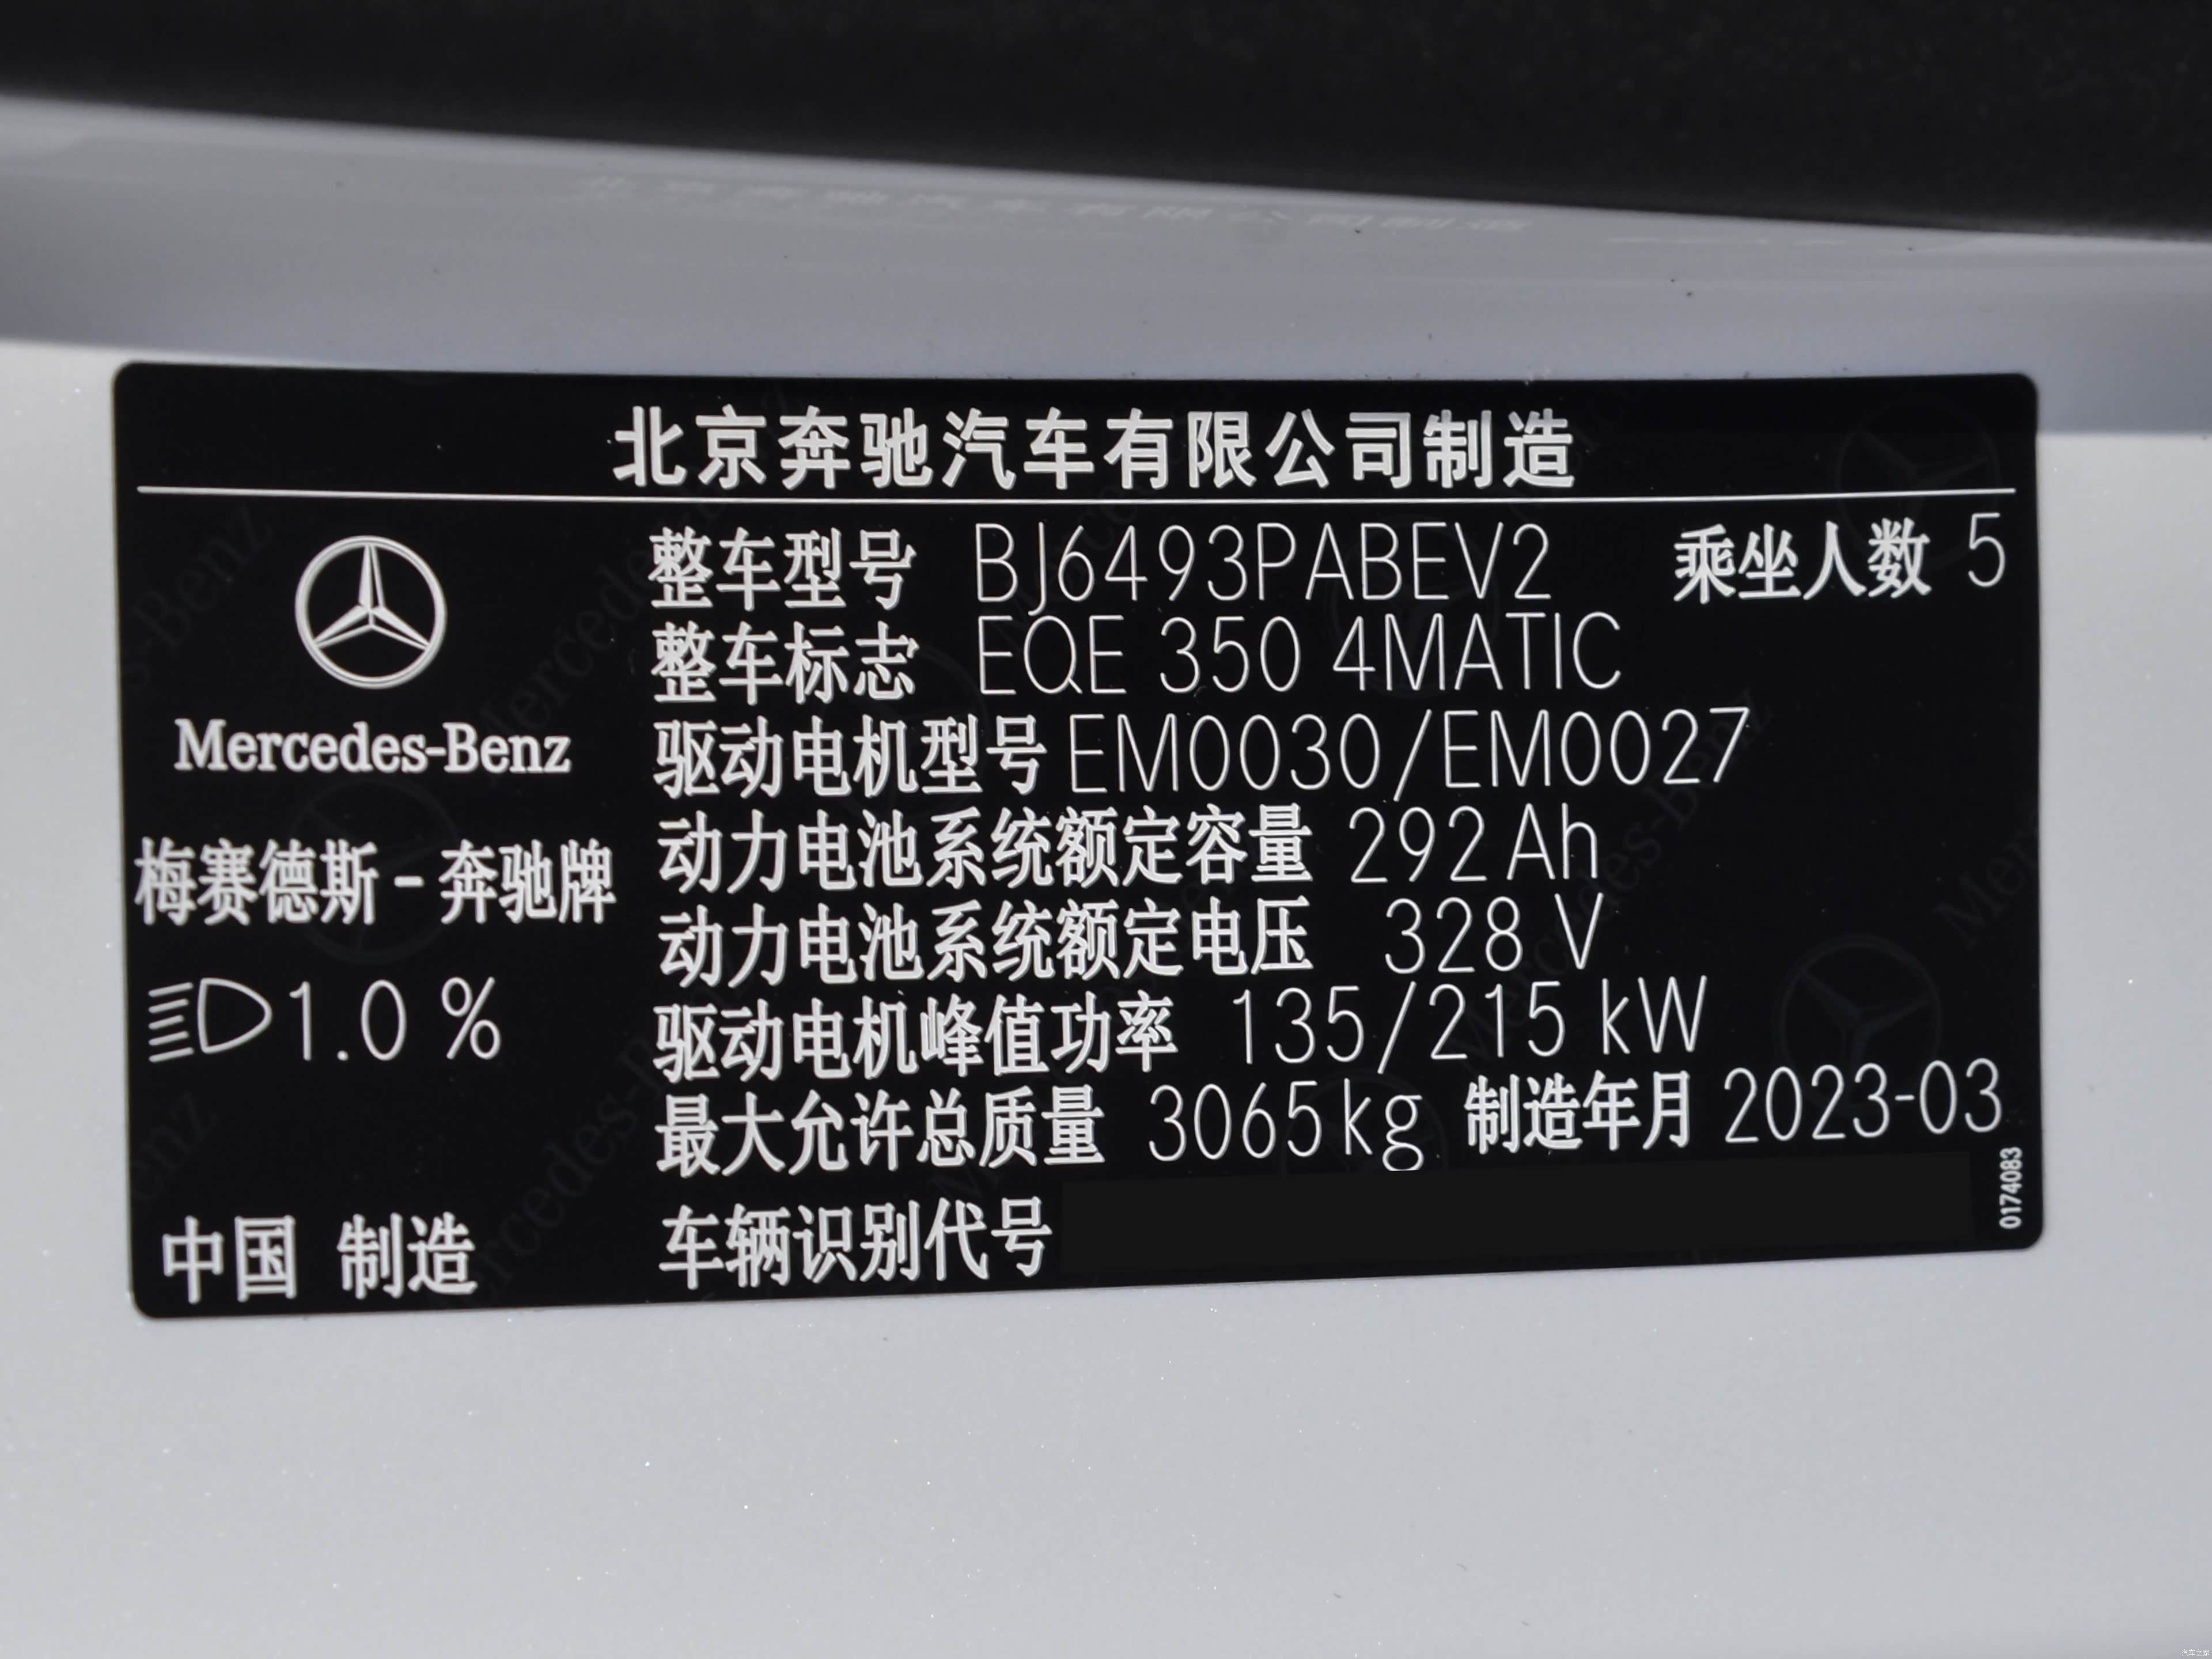 北京奔驰汽车有限公司制造
整车型号 BJ6493PABEV2 乘坐人数 5
整车标志 EQE 350 4MATIC
Mercedes-Benz
驱动电机型号 EM0030/EM0027
动力电池系统额定容量 292 Ah
梅赛德斯-奔驰牌
动力电池系统额定电压 328 V
1.0 %
驱动电机峰值功率 135/215 kW
最大允许总质量 3065kg 制造年月 2023-03
0174083
中国 制造
车辆识别代号
汽车之家